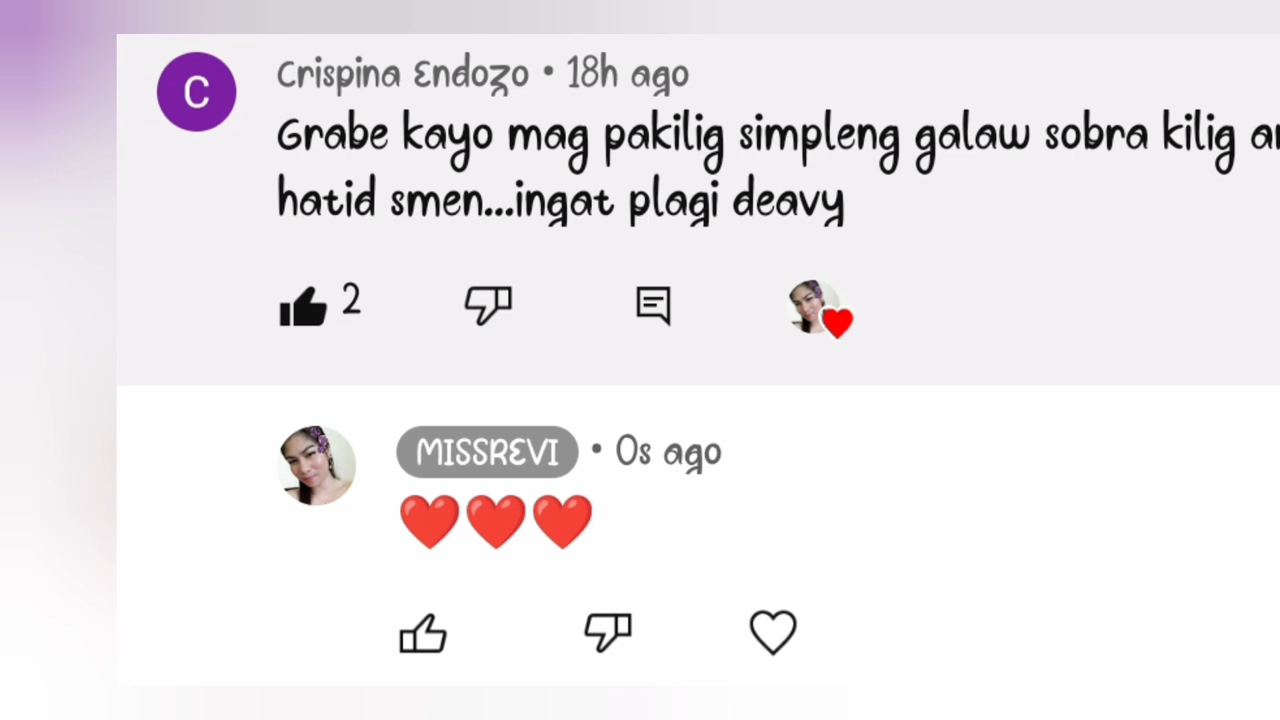 C
Crispina Endozo • 18h ago
Grabe kayo mag pakilig simpleng galaw sobra kilig
hatid smen...ingat plagi deavy
2
MISSREVI • 0s ago
❤️❤️❤️